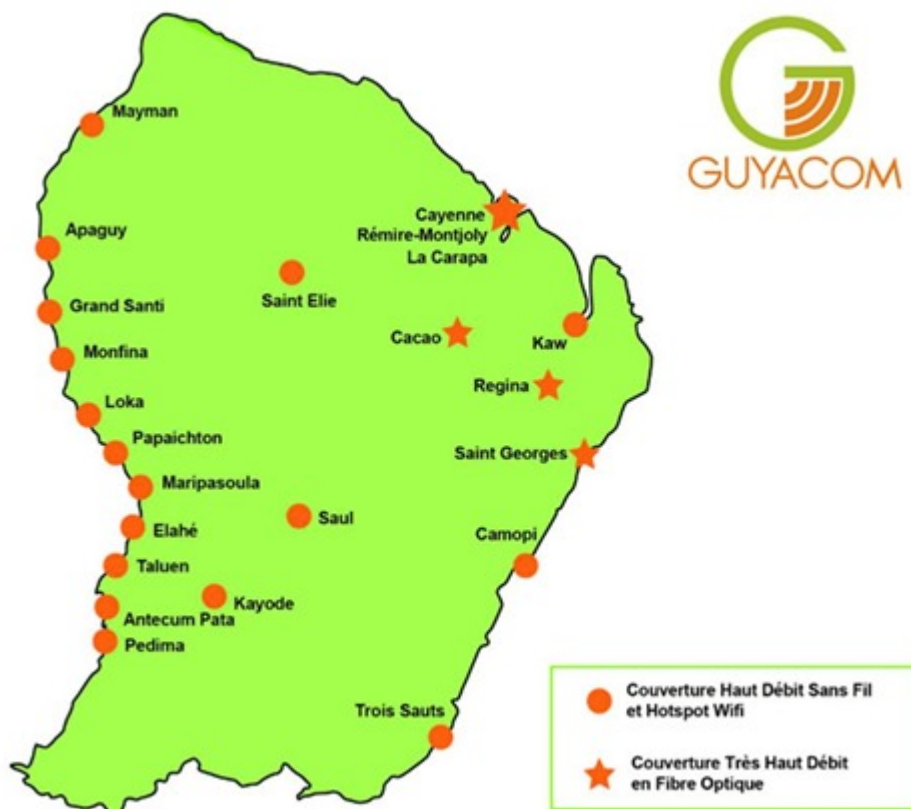 GUYACOM
Mayman
Apaguy
Grand Santi
Monfina
Loka
Papaichton
Maripasoula
Elahé
Taluen
Antecum Pata
Pedima
Saint Elie
Saul
Kayode
Cayenne
Rémire-Montjoly
La Carapa
Cacao
Kaw
Regina
Saint Georges
Camopi
Trois Sauts
Couverture Haut Débit Sans Fil
et Hotspot Wifi
Couverture Très Haut Débit
en Fibre Optique